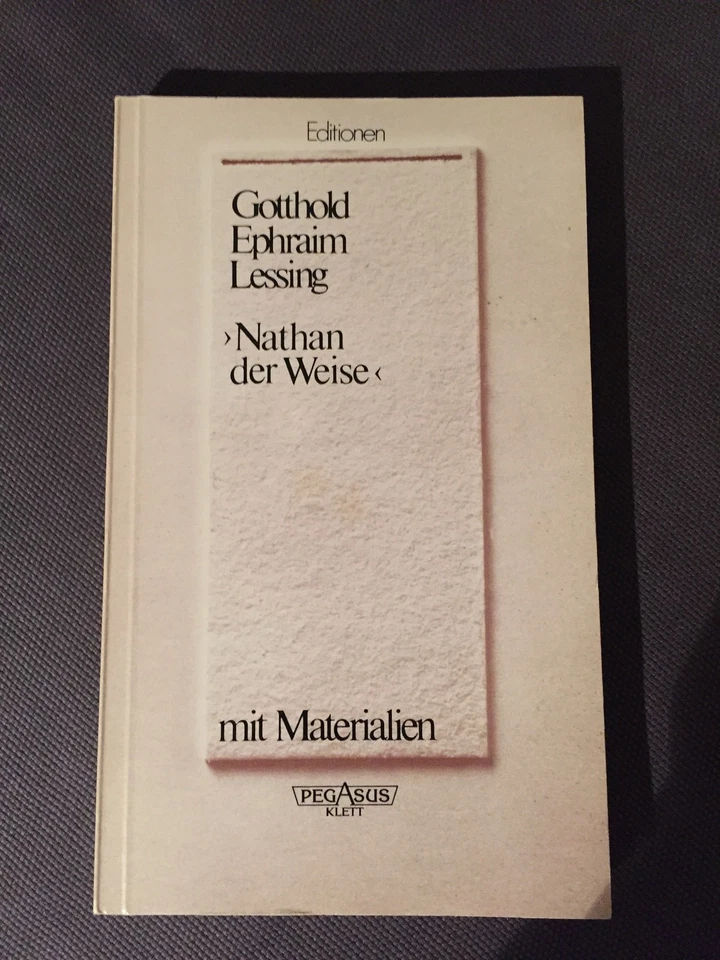 Editionen
Gotthold
Ephraim
Lessing
›Nathan
der Weise‹
mit Materialien
PEGASUS
KLETT